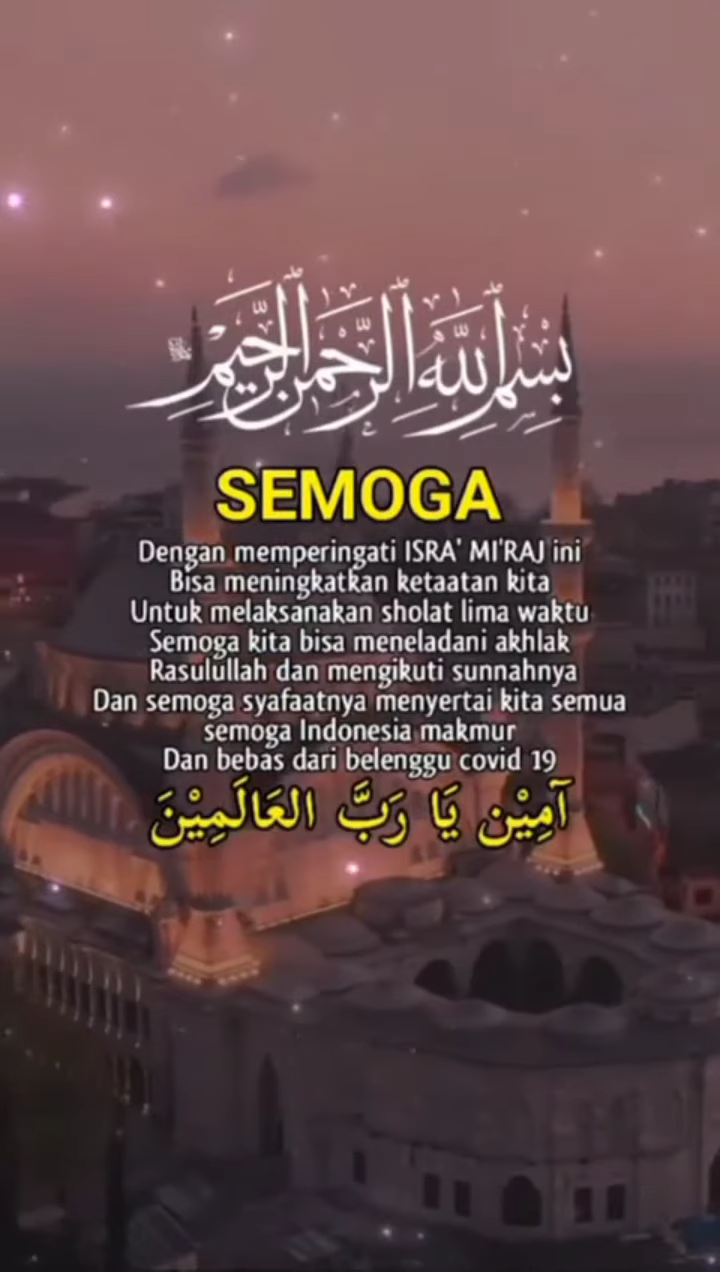 بِسْمِ اللَّهِ الرَّحْمَنِ الرَّحِيمِ
SEMOGA
Dengan memperingati ISRA' MI'RAJ ini
Bisa meningkatkan ketaatan kita
Untuk melaksanakan sholat lima waktu
Semoga kita bisa meneladani akhlak
Rasulullah dan mengikuti sunnahnya
Dan semoga syafaatnya menyertai kita semua
semoga Indonesia makmur
Dan bebas dari belenggu covid 19
آمِيْن يَا رَبَّ العَالَمِيْنَ